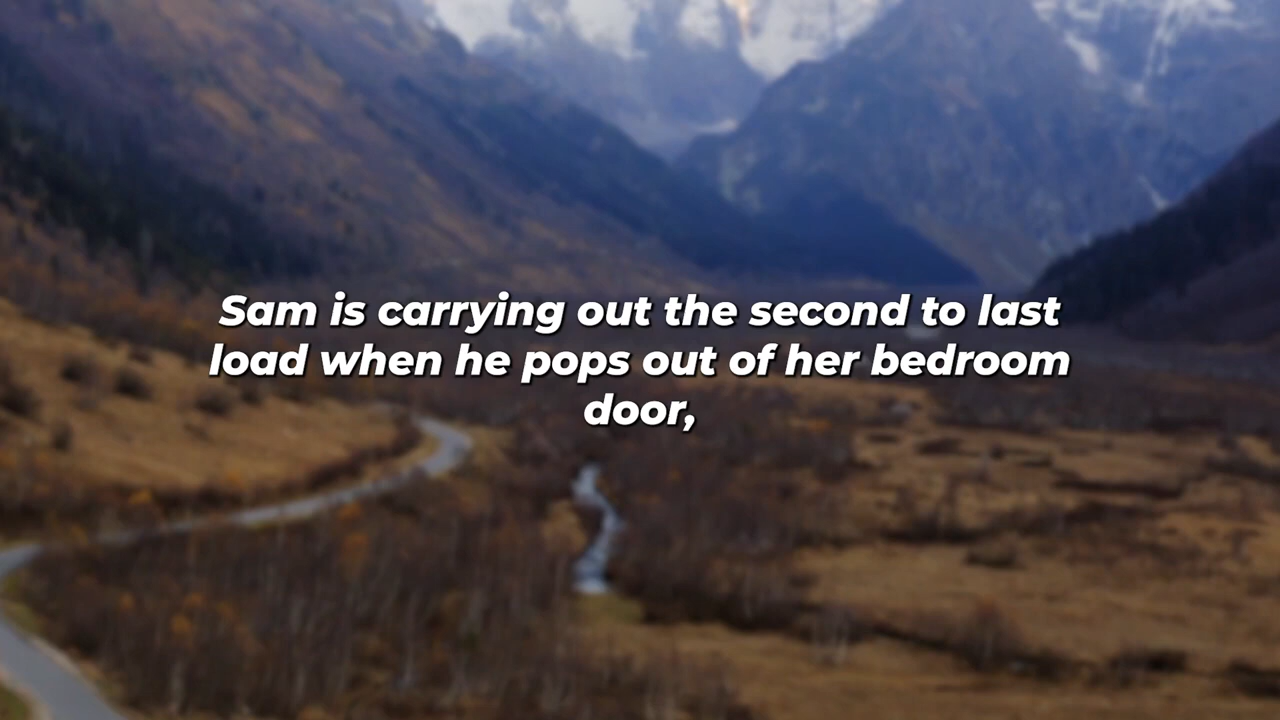 Sam is carrying out the second to last
load when he pops out of her bedroom
door,